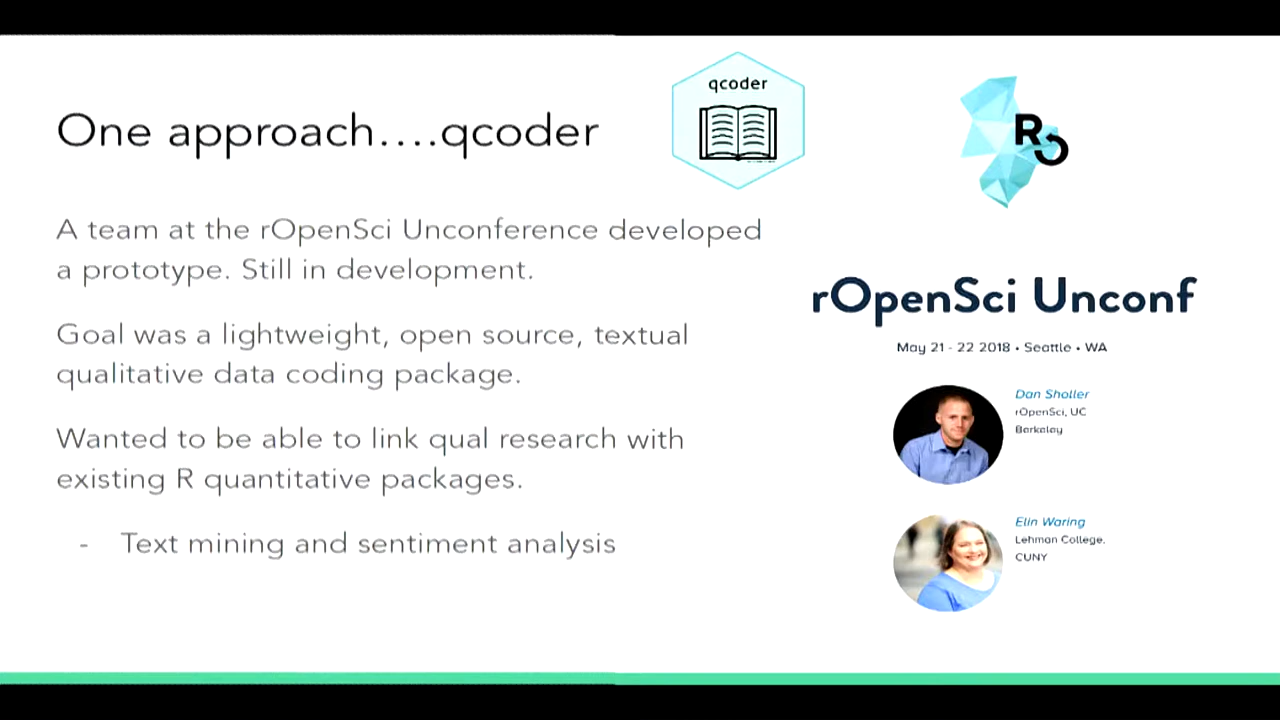 One approach....qcoder
qcoder
R
A team at the rOpenSci Unconference developed
a prototype. Still in development.
Goal was a lightweight, open source, textual
qualitative data coding package.
Wanted to be able to link qual research with
existing R quantitative packages.
- Text mining and sentiment analysis
rOpenSci Unconf
May 21 - 22 2018 • Seattle • WA
Dan Sholler
rOpenSci, UC
Berkeley
Elin Waring
Lehman College,
CUNY